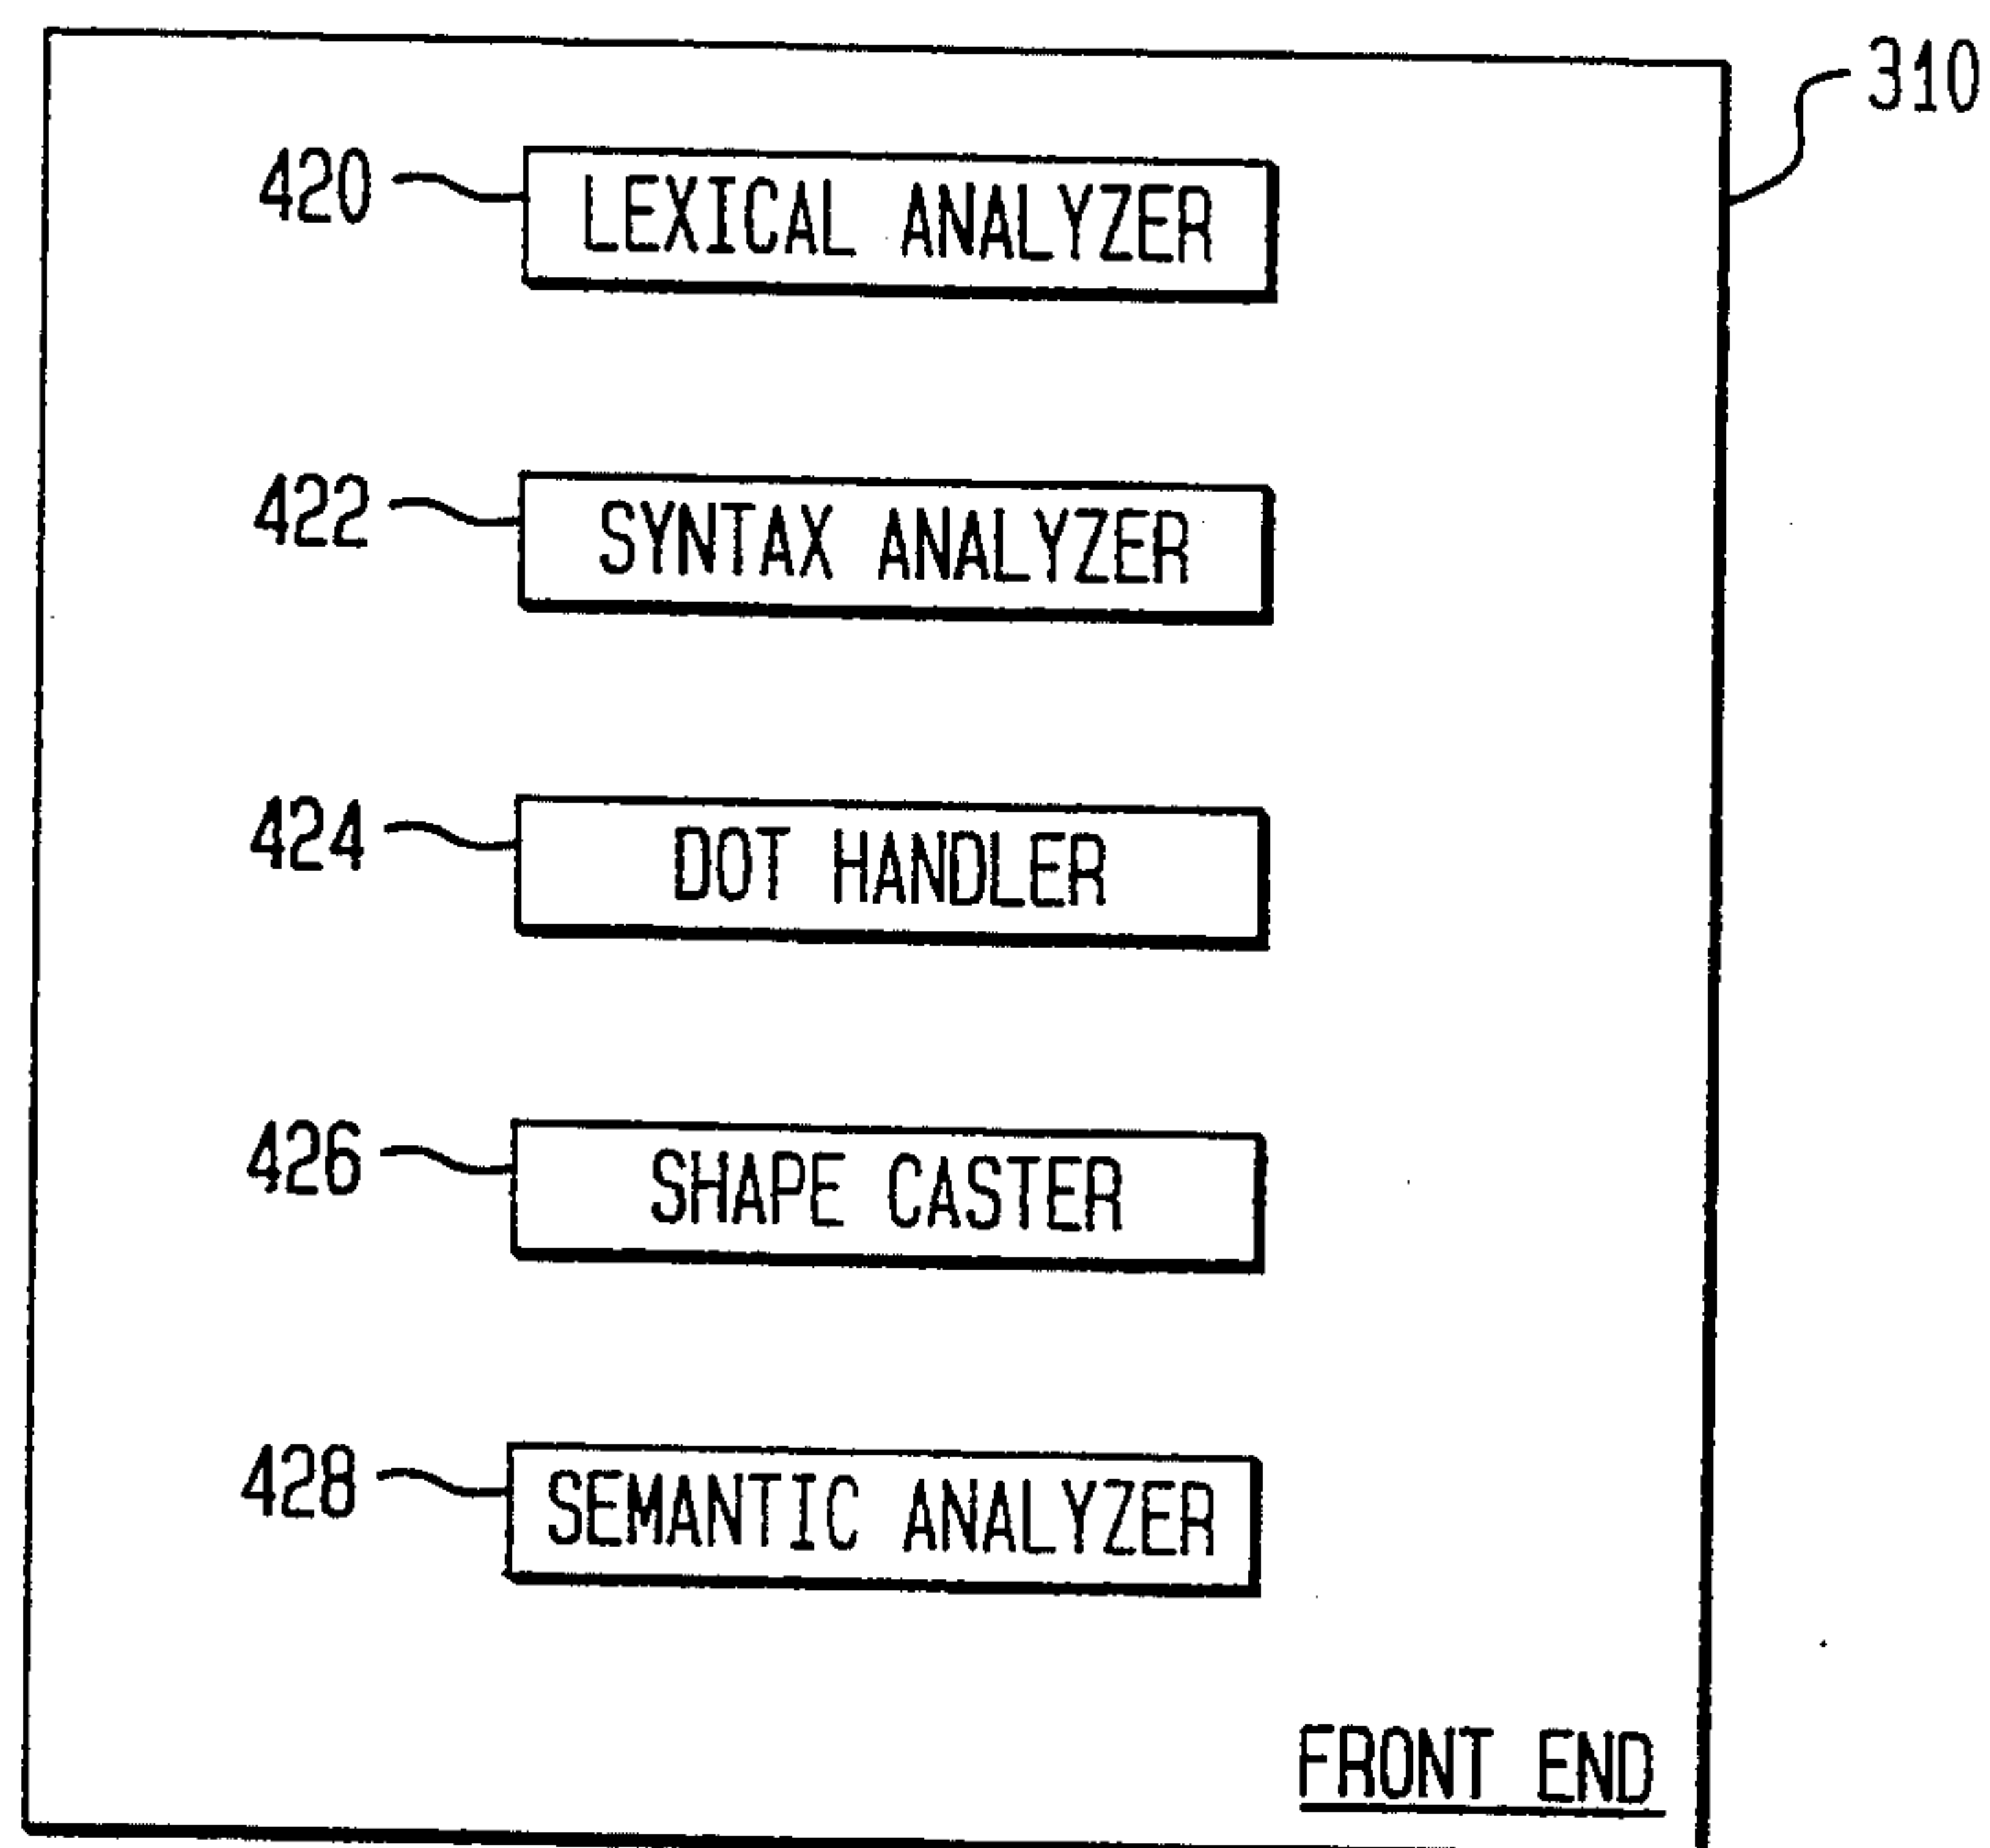 310
420 LEXICAL ANALYZER
422 SYNTAX ANALYZER
424 DOT HANDLER
426 SHAPE CASTER
428 SEMANTIC ANALYZER
FRONT END